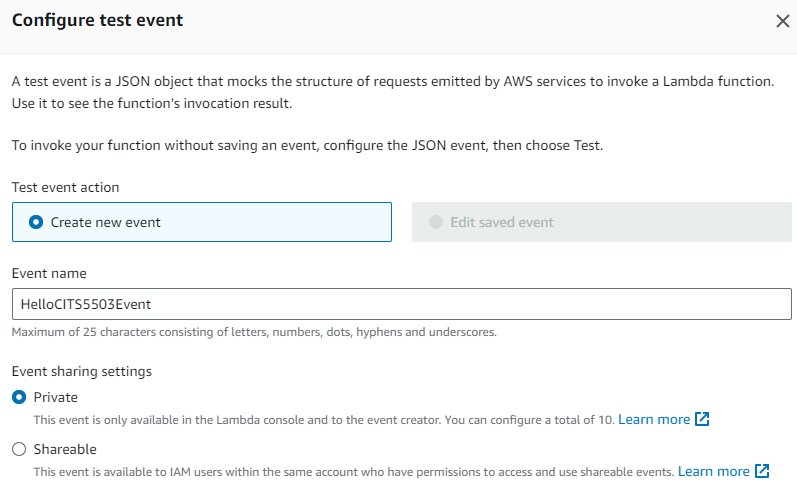 Configure test event
A test event is a JSON object that mocks the structure of requests emitted by AWS services to invoke a Lambda function.
Use it to see the function's invocation result.
To invoke your function without saving an event, configure the JSON event, then choose Test.
Test event action
Create new event
Edit saved event
Event name
HelloCITS5503Event
Maximum of 25 characters consisting of letters, numbers, dots, hyphens and underscores.
Event sharing settings
Private
This event is only available in the Lambda console and to the event creator. You can configure a total of 10. Learn more
Shareable
This event is available to IAM users within the same account who have permissions to access and use shareable events. Learn more